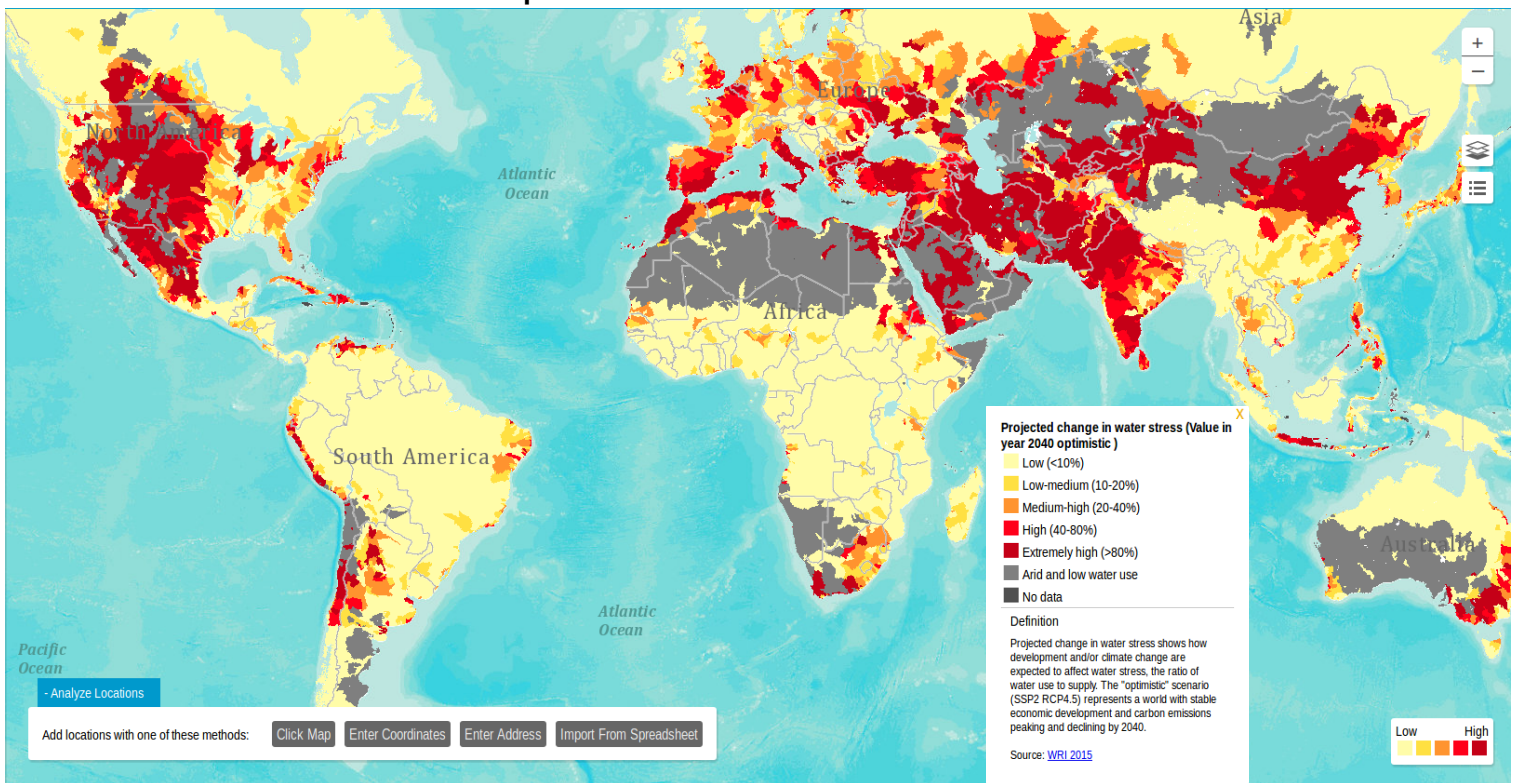 Asia
Europe
North America
Atlantic
Ocean
Africa
South America
Australia
Atlantic
Ocean
Pacific
Ocean
+
−
X
Projected change in water stress (Value in
year 2040 optimistic )
Low (<10%)
Low-medium (10-20%)
Medium-high (20-40%)
High (40-80%)
Extremely high (>80%)
Arid and low water use
No data
Definition
Projected change in water stress shows how
development and/or climate change are
expected to affect water stress, the ratio of
water use to supply. The "optimistic" scenario
(SSP2 RCP4.5) represents a world with stable
economic development and carbon emissions
peaking and declining by 2040.
Source: WRI 2015
- Analyze Locations
Add locations with one of these methods: Click Map Enter Coordinates Enter Address Import From Spreadsheet
Low High